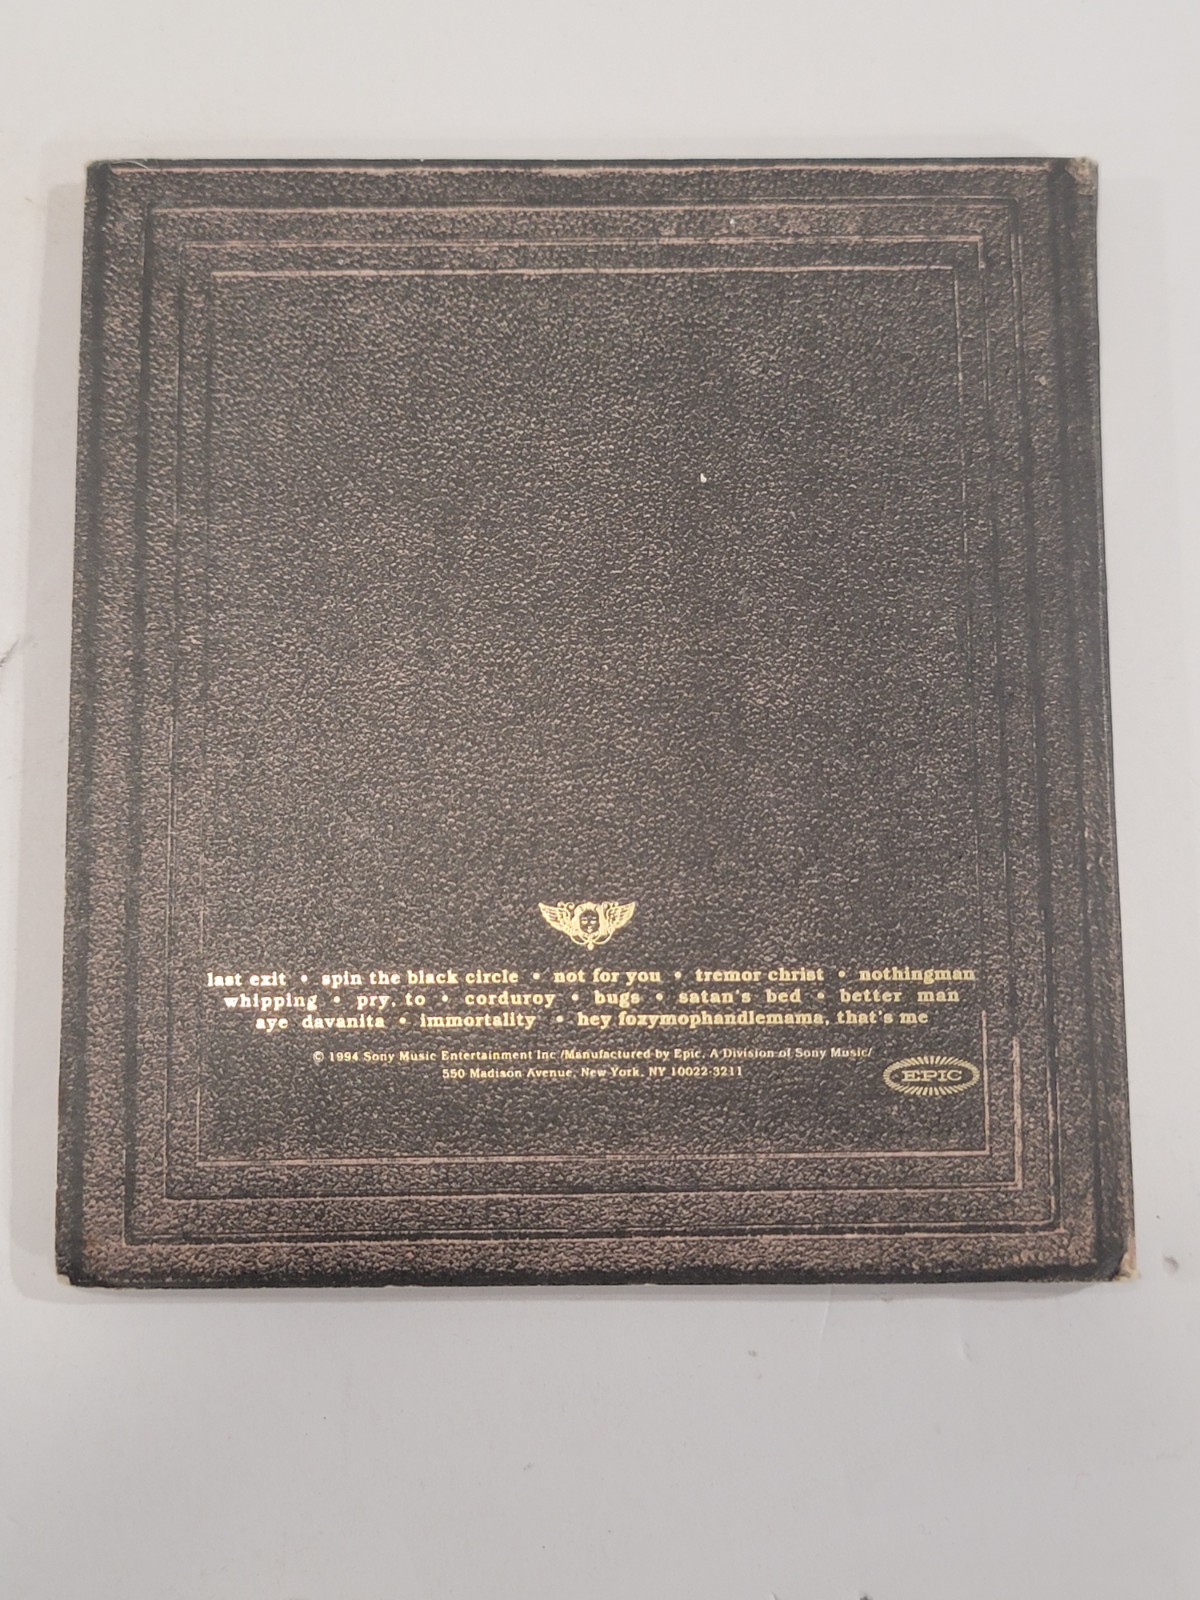 last exit • spin the black circle • not for you • tremor christ • nothingman
whipping • pry, to • corduroy • bugs • satan's bed • better man
aye davanita • immortality • hey foxymophandlemama, that's me
© 1994 Sony Music Entertainment Inc./Manufactured by Epic, A Division of Sony Music/
550 Madison Avenue, New York, NY 10022-3211
EPIC